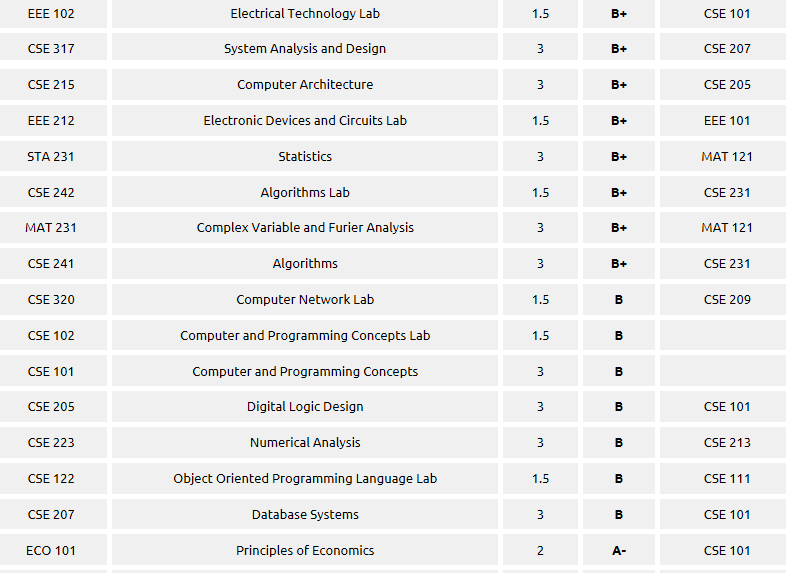 EEE 102 Electrical Technology Lab 1.5 B+ CSE 101
CSE 317 System Analysis and Design 3 B+ CSE 207
CSE 215 Computer Architecture 3 B+ CSE 205
EEE 212 Electronic Devices and Circuits Lab 1.5 B+ EEE 101
STA 231 Statistics 3 B+ MAT 121
CSE 242 Algorithms Lab 1.5 B+ CSE 231
MAT 231 Complex Variable and Furier Analysis 3 B+ MAT 121
CSE 241 Algorithms 3 B+ CSE 231
CSE 320 Computer Network Lab 1.5 B CSE 209
CSE 102 Computer and Programming Concepts Lab 1.5 B
CSE 101 Computer and Programming Concepts 3 B
CSE 205 Digital Logic Design 3 B CSE 101
CSE 223 Numerical Analysis 3 B CSE 213
CSE 122 Object Oriented Programming Language Lab 1.5 B CSE 111
CSE 207 Database Systems 3 B CSE 101
ECO 101 Principles of Economics 2 A- CSE 101